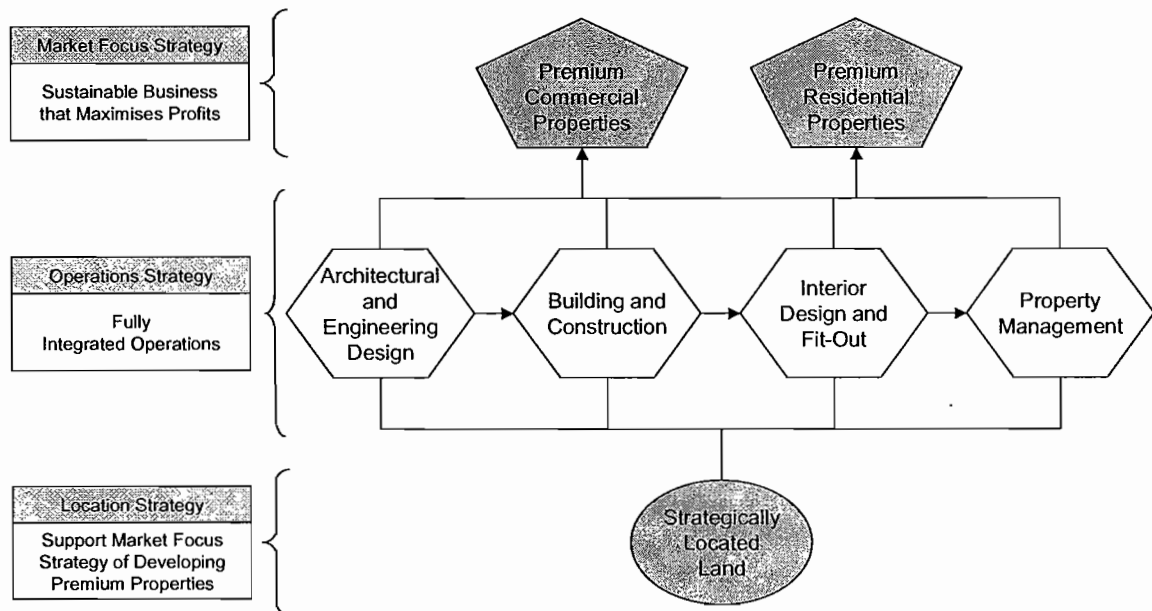 Market Focus Strategy
Sustainable Business
that Maximises Profits
Premium
Commercial
Properties
Premium
Residential
Properties
Operations Strategy
Fully
Integrated Operations
Architectural
and
Engineering
Design
Building and
Construction
Interior
Design and
Fit-Out
Property
Management
Location Strategy
Support Market Focus
Strategy of Developing
Premium Properties
Strategically
Located
Land